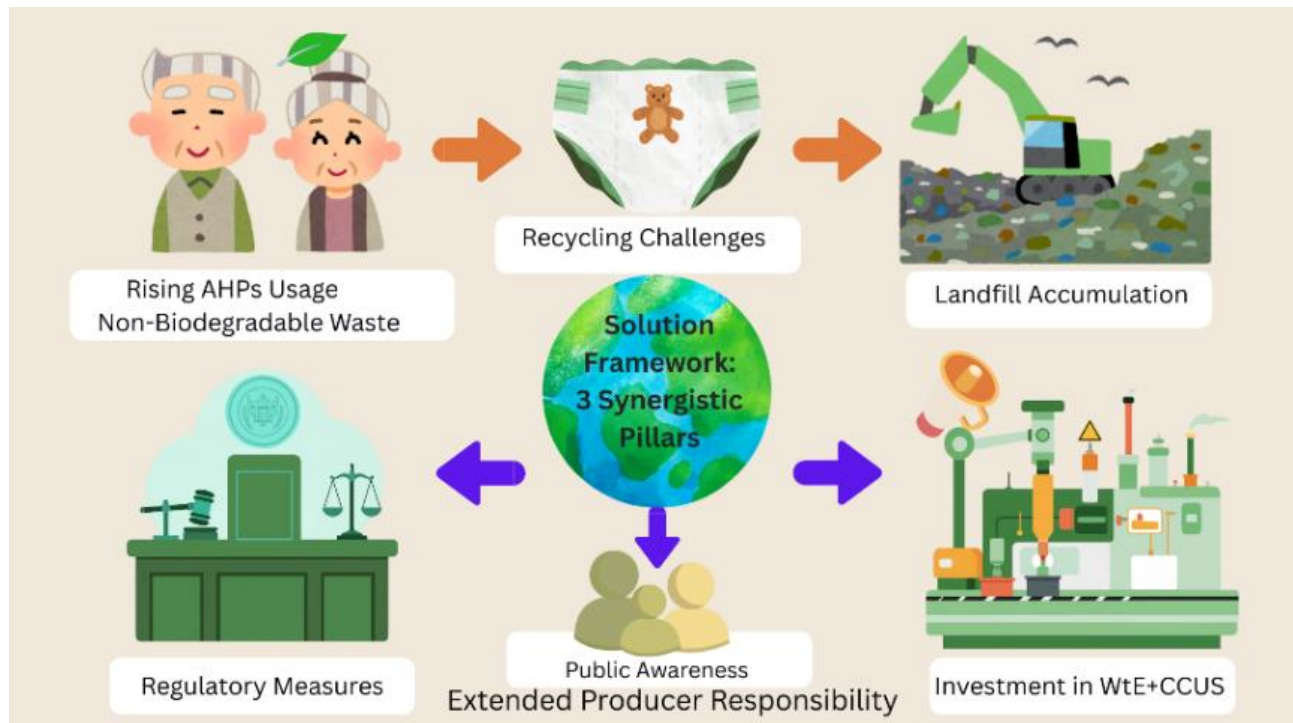 Rising AHPs Usage
Non-Biodegradable Waste
Recycling Challenges
Landfill Accumulation
Solution
Framework:
3 Synergistic
Pillars
Regulatory Measures
Public Awareness
Extended Producer Responsibility
Investment in WtE+CCUS